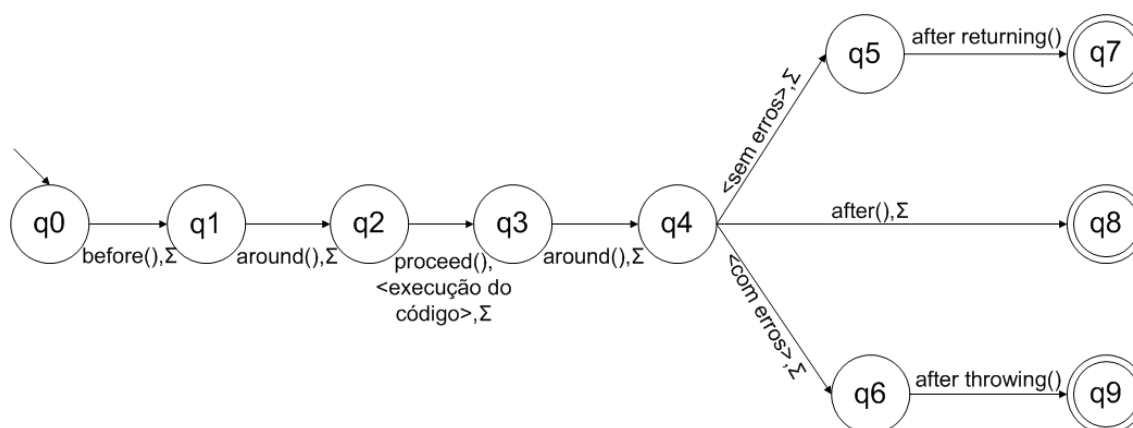 q5
after returning()
q7
<sem erros>,Σ
q0
q1
q2
q3
q4
after(),Σ
q8
before(),Σ
around(),Σ
proceed(),
<execução do
código>,Σ
around(),Σ
<com erros>,Σ
q6
after throwing()
q9